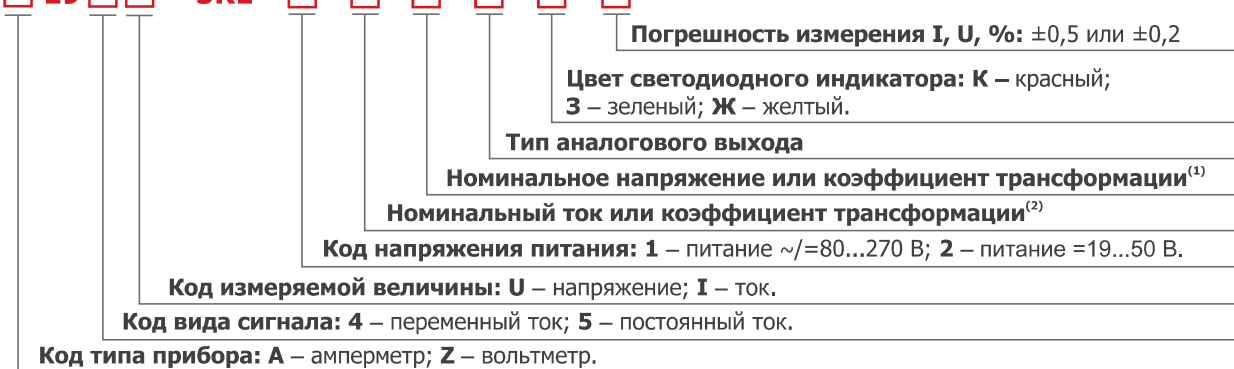 Погрешность измерения I, U, %: ±0,5 или ±0,2
Цвет светодиодного индикатора: К – красный;
З – зеленый; Ж – желтый.
Тип аналогового выхода
Номинальное напряжение или коэффициент трансформации(1)
Номинальный ток или коэффициент трансформации(2)
Код напряжения питания: 1 – питание ~/=80...270 В; 2 – питание =19...50 В.
Код измеряемой величины: U – напряжение; I – ток.
Код вида сигнала: 4 – переменный ток; 5 – постоянный ток.
Код типа прибора: A – амперметр; Z – вольтметр.